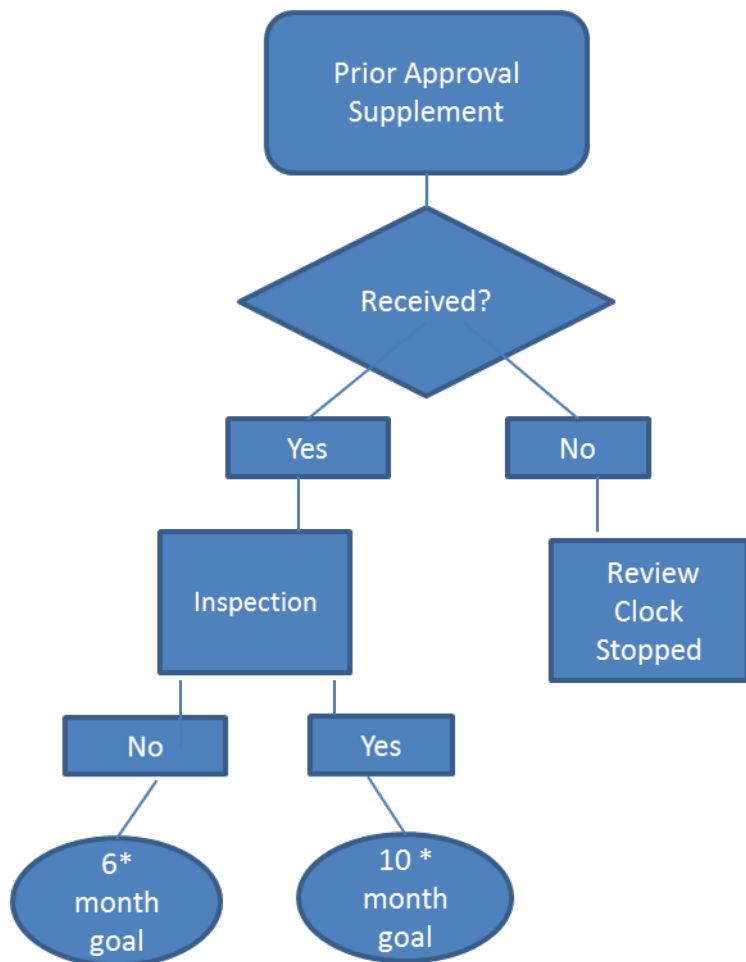 Prior Approval
Supplement
Received?
Yes
No
Inspection
Review
Clock
Stopped
No
Yes
6*
month
goal
10 *
month
goal